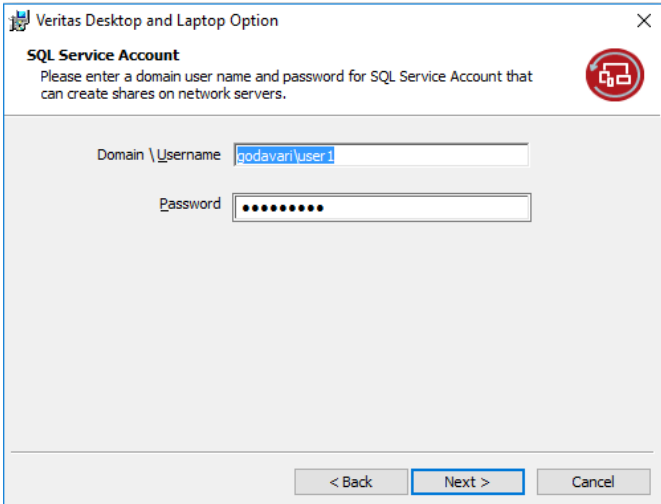 Veritas Desktop and Laptop Option
SQL Service Account
Please enter a domain user name and password for SQL Service Account that
can create shares on network servers.
Domain \Username godavari\user1
Password •••••••••
< Back Next > Cancel